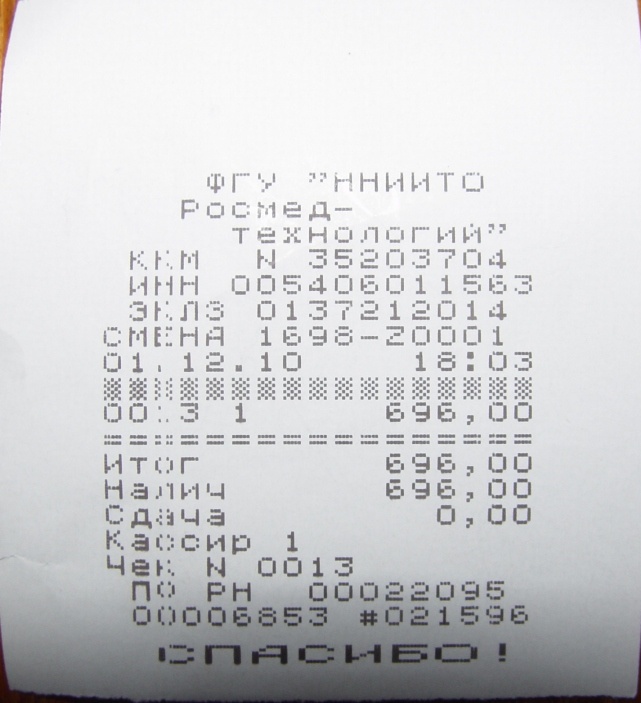 ФГУ "ННИИТО
Росмед-
технологий"
ККМ N 35203704
ИНН 005406011563
ЭКЛЗ 0137212014
СМЕНА 1698-Z0001
01.12.10 18:03
3 1 696,00
Итог 696,00
Налич 696,00
Сдача 0,00
Кассир 1
Чек N 0013
ПО РН 00022095
00006853 #021596
СПАСИБО!